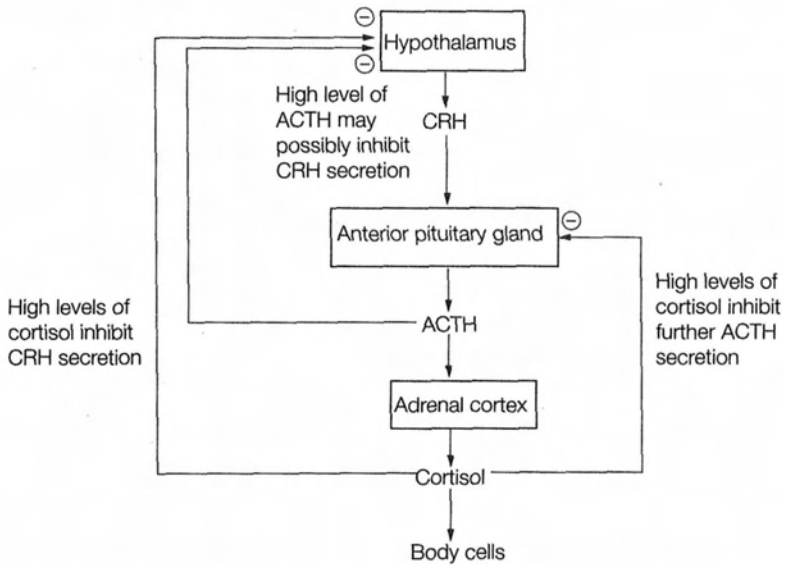 ⊖
Hypothalamus
⊖
High level of
ACTH may
possibly inhibit
CRH secretion
CRH
Anterior pituitary gland
⊖
High levels of
cortisol inhibit
CRH secretion
ACTH
High levels of
cortisol inhibit
further ACTH
secretion
Adrenal cortex
Cortisol
Body cells